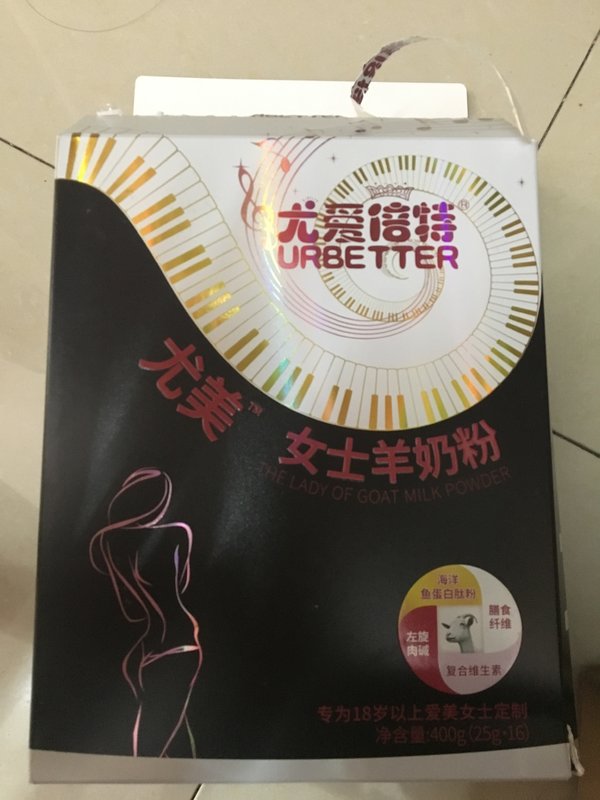 尤爱倍特®
URBETTER
尤美™
女士羊奶粉
THE LADY OF GOAT MILK POWDER
海洋
鱼蛋白肽粉
膳食
纤维
左旋
肉碱
复合维生素
专为18岁以上爱美女士定制
净含量:400g(25g·16)